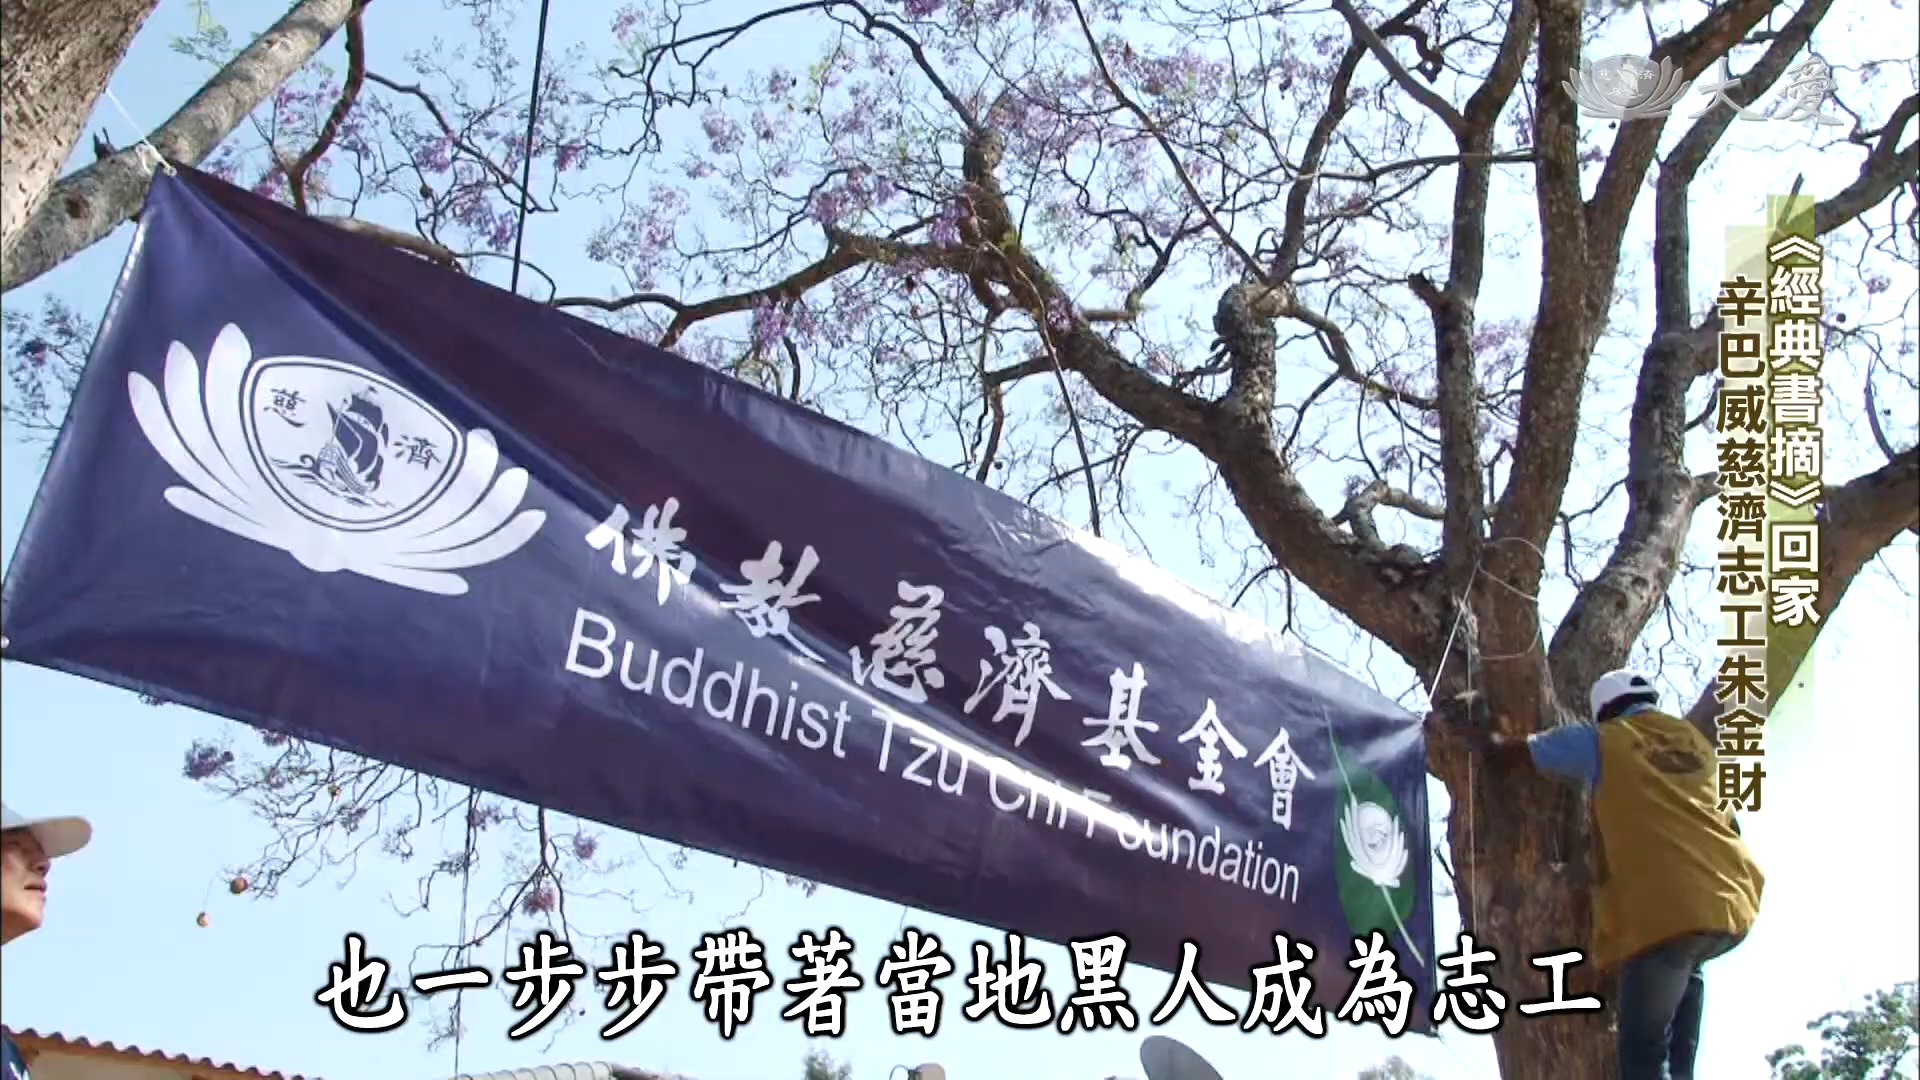 大愛
慈濟
《經典書摘》回家
辛巴威慈濟志工朱金財
慈濟
佛教慈濟基金會
Buddhist Tzu Chi Foundation
也一步步帶著當地黑人成為志工